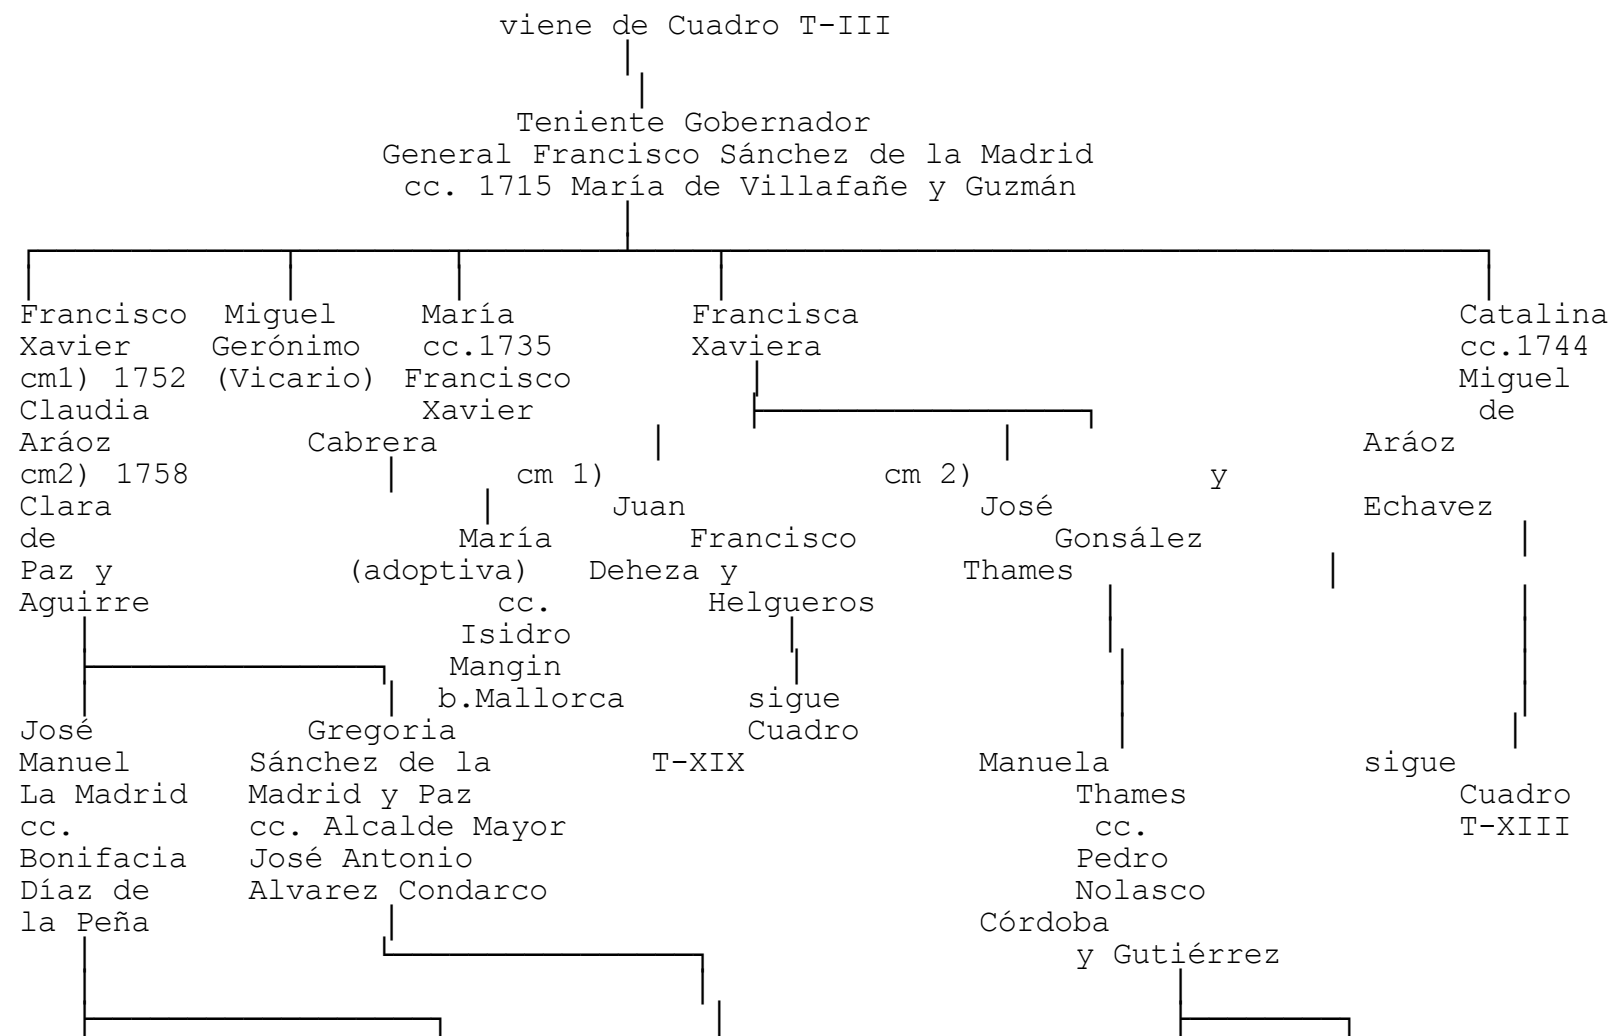 viene de Cuadro T-III
Teniente Gobernador
General Francisco Sánchez de la Madrid
cc. 1715 María de Villafañe y Guzmán
Francisco Miguel María Francisca Catalina
Xavier Gerónimo cc.1735 Xaviera cc.1744
cm1) 1752 (Vicario) Francisco Miguel
Claudia Xavier de
Aráoz Cabrera Aráoz
cm2) 1758 cm 1) cm 2) y
Clara Juan José Echavez
de María Francisco Gonsález
Paz y (adoptiva) Deheza y Thames
Aguirre cc. Helgueros
Isidro
Mangin
b.Mallorca sigue
José Gregoria Cuadro
Manuel Sánchez de la T-XIX Manuela sigue
La Madrid Madrid y Paz Thames Cuadro
cc. cc. Alcalde Mayor cc. T-XIII
Bonifacia José Antonio Pedro
Díaz de Alvarez Condarco Nolasco
la Peña Córdoba
y Gutiérrez